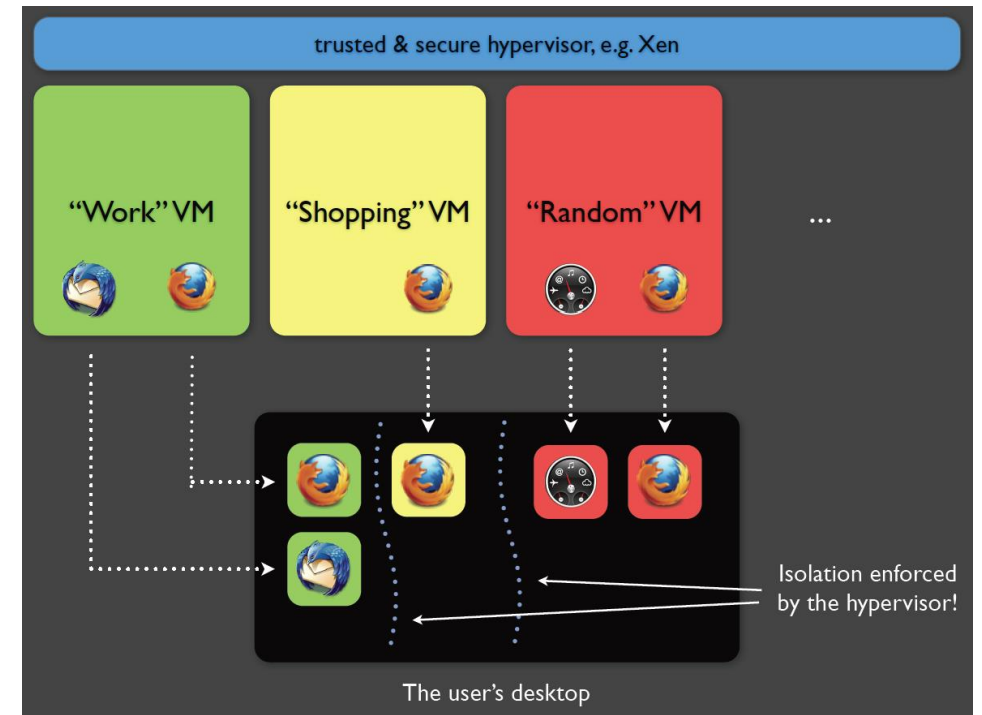 trusted & secure hypervisor, e.g. Xen
“Work” VM
“Shopping” VM
“Random” VM
...
Isolation enforced
by the hypervisor!
The user’s desktop